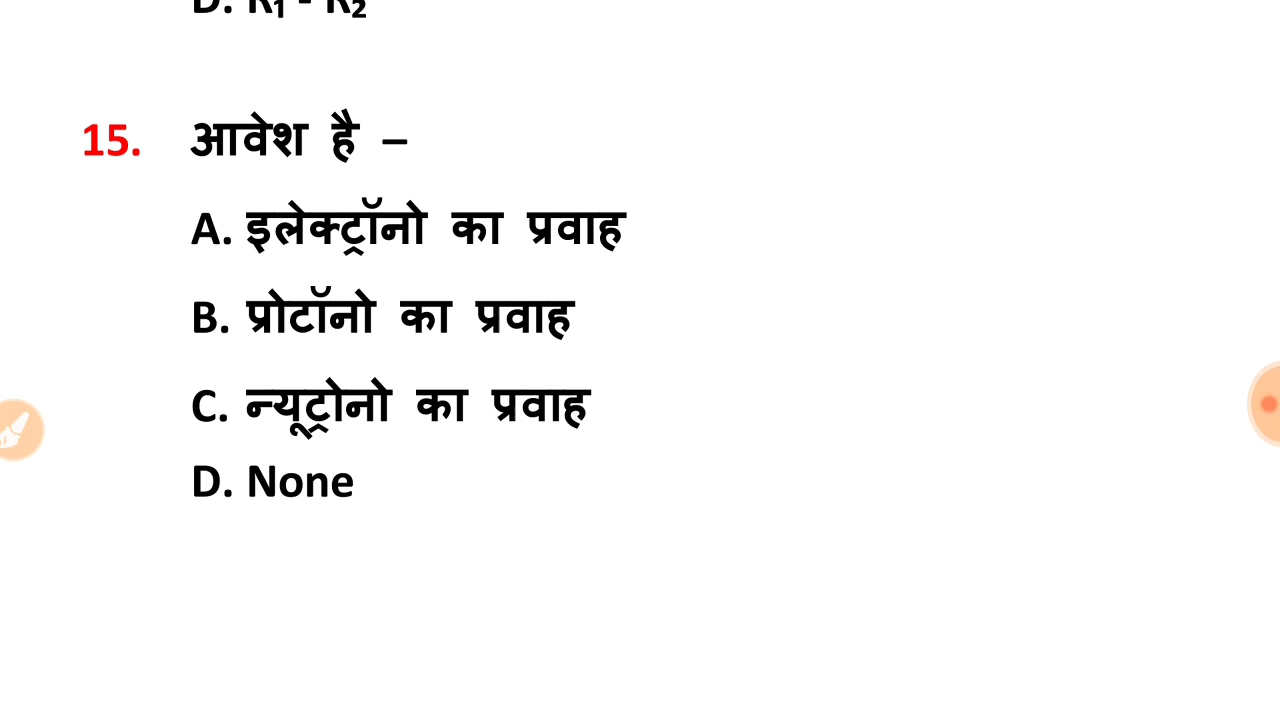 D. R₁ - R₂
15. आवेश है –
A. इलेक्ट्रॉनो का प्रवाह
B. प्रोटॉनो का प्रवाह
C. न्यूट्रोनो का प्रवाह
D. None